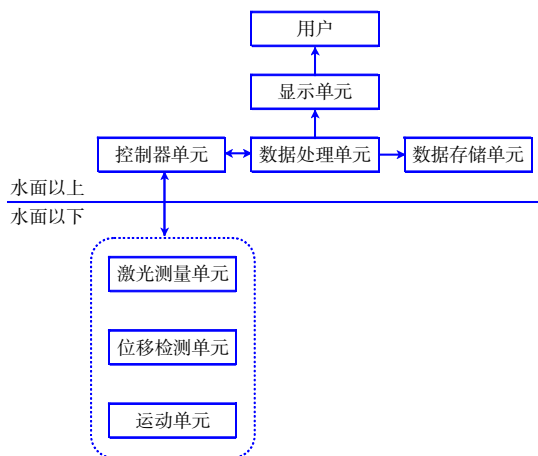 用户
显示单元
控制器单元
数据处理单元
数据存储单元
水面以上
水面以下
激光测量单元
位移检测单元
运动单元